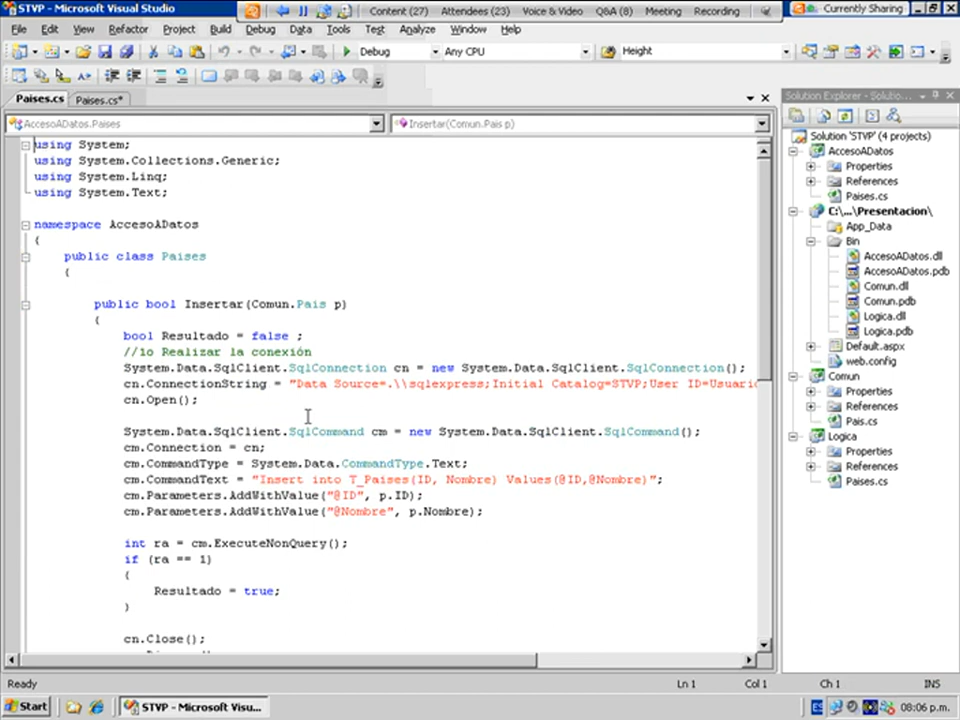 STVP - Microsoft Visual Studio
Content (27) Attendees (23) Voice & Video Q&A (8) Meeting Recording
Currently Sharing
File Edit View Refactor Project Build Debug Data Tools Test Analyze Window Help
Debug Any CPU Height
Paises.cs Paises.cs*
AccesoADatos.Paises Insertar(Comun.Pais p)
using System;
using System.Collections.Generic;
using System.Linq;
using System.Text;
namespace AccesoADatos
{
public class Paises
{
public bool Insertar(Comun.Pais p)
{
bool Resultado = false ;
//1o Realizar la conexión
System.Data.SqlClient.SqlConnection cn = new System.Data.SqlClient.SqlConnection();
cn.ConnectionString = "Data Source=.\\sqlexpress;Initial Catalog=STVP;User ID=Usuario
cn.Open();
System.Data.SqlClient.SqlCommand cm = new System.Data.SqlClient.SqlCommand();
cm.Connection = cn;
cm.CommandType = System.Data.CommandType.Text;
cm.CommandText = "Insert into T_Paises(ID, Nombre) Values(@ID,@Nombre)";
cm.Parameters.AddWithValue("@ID", p.ID);
cm.Parameters.AddWithValue("@Nombre", p.Nombre);
int ra = cm.ExecuteNonQuery();
if (ra == 1)
{
Resultado = true;
}
cn.Close();
Solution Explorer - Solutio...
Solution 'STVP' (4 projects)
AccesoADatos
Properties
References
Paises.cs
C:\...\Presentacion\
App_Data
Bin
AccesoADatos.dll
AccesoADatos.pdb
Comun.dll
Comun.pdb
Logica.dll
Logica.pdb
Default.aspx
web.config
Comun
Properties
References
Pais.cs
Logica
Properties
References
Paises.cs
Ready Ln 1 Col 1 Ch 1 INS
Start STVP - Microsoft Visu... ES 08:06 p.m.